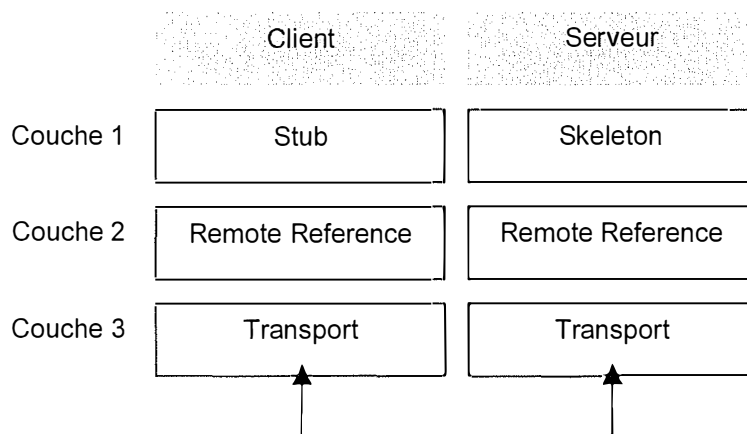 Client Serveur
Couche 1 Stub Skeleton
Couche 2 Remote Reference Remote Reference
Couche 3 Transport Transport